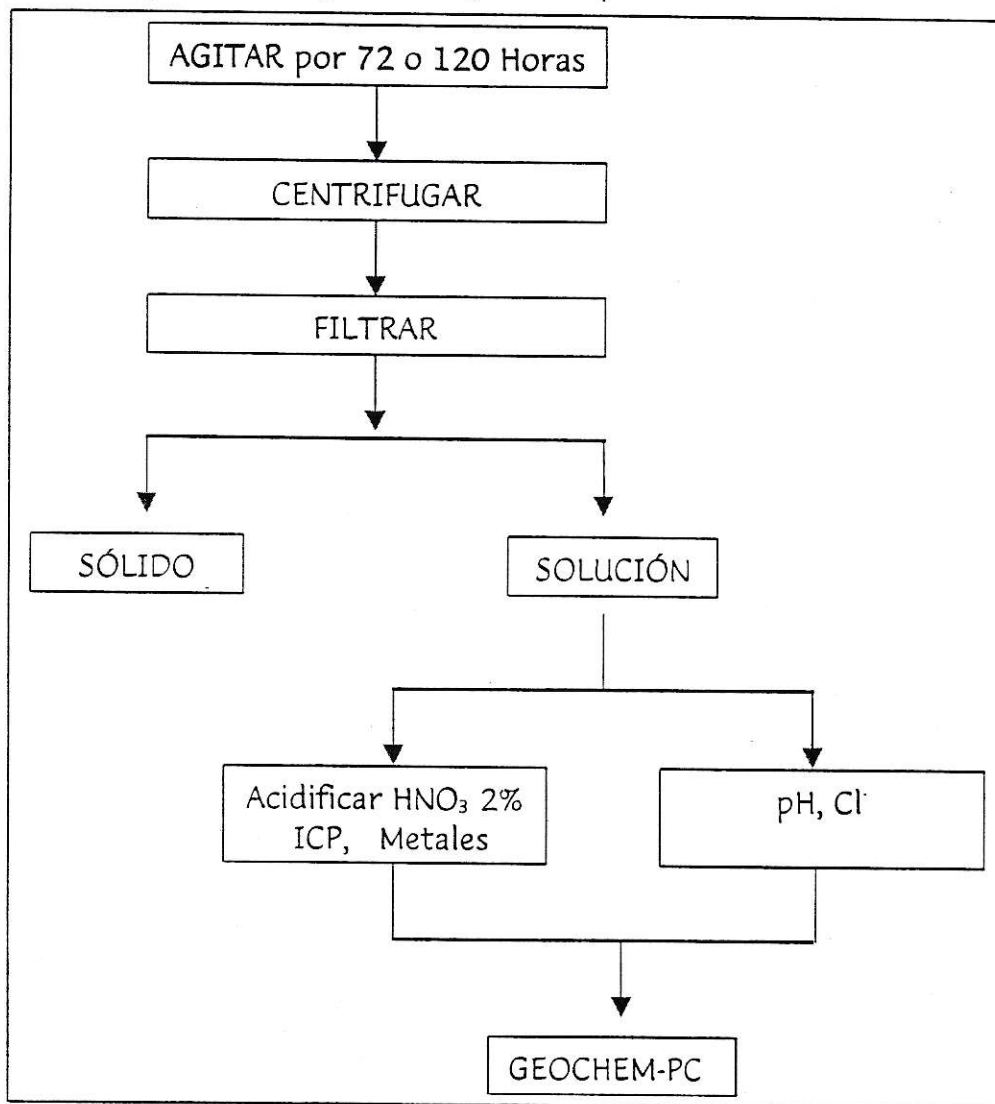 AGITAR por 72 o 120 Horas
CENTRIFUGAR
FILTRAR
SÓLIDO
SOLUCIÓN
Acidificar HNO₃ 2%
ICP, Metales
pH, Cl⁻
GEOCHEM-PC